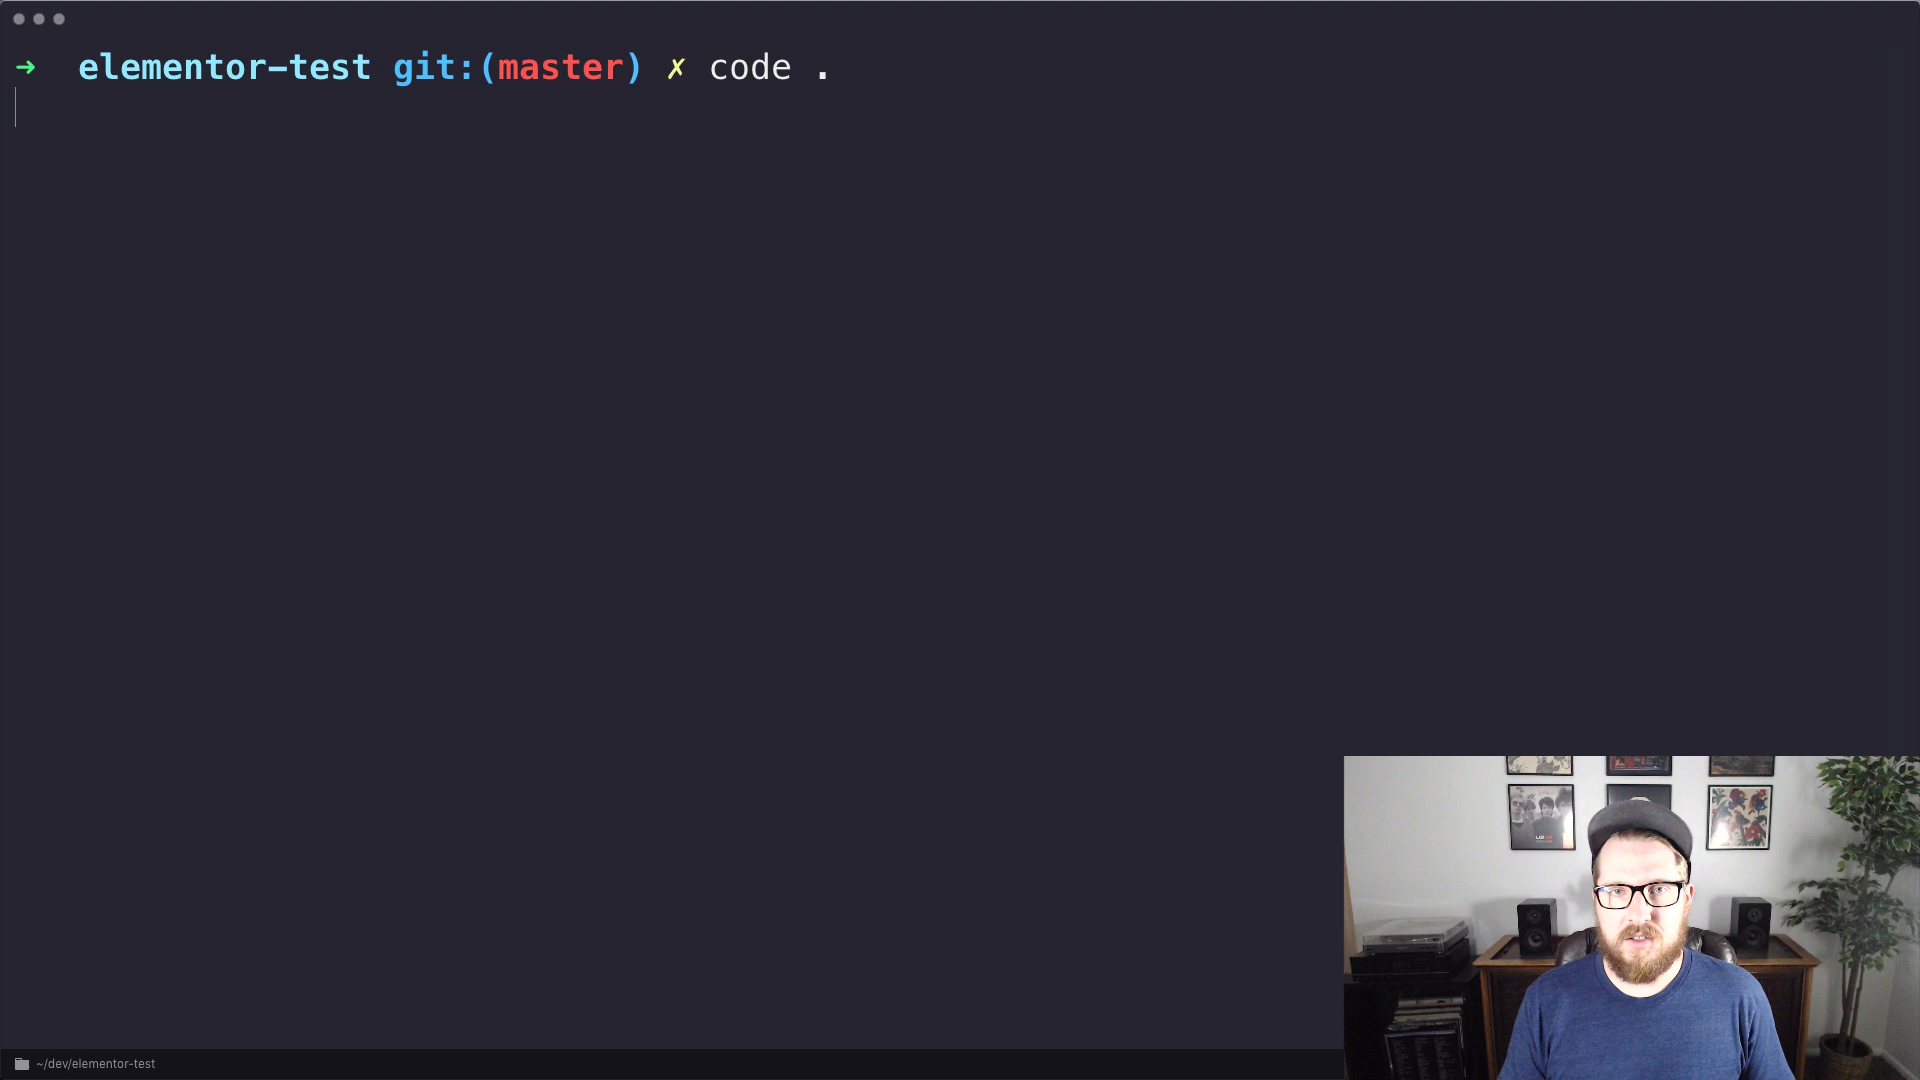 ➜ elementor-test git:(master) ✗ code .
~/dev/elementor-test